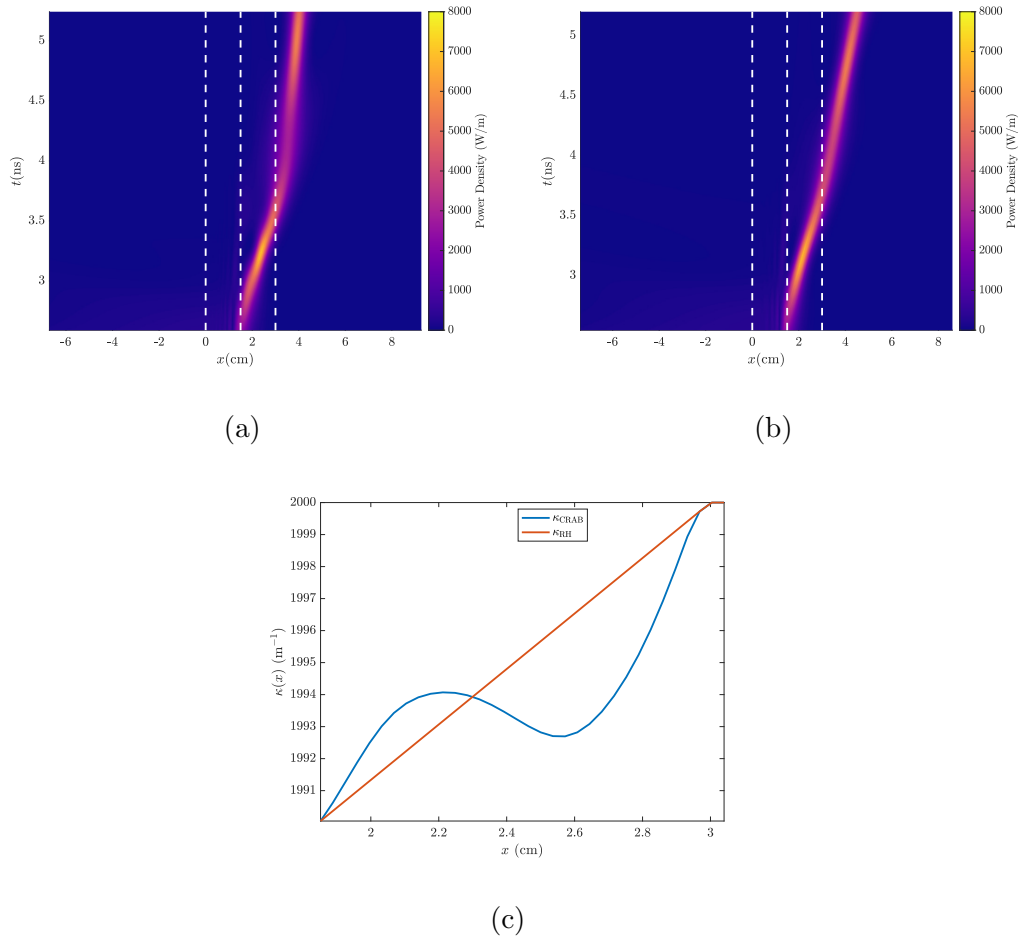 8000
7000
6000
5000
4000
3000
2000
1000
0
Power Density (W/m)
5
4.5
4
3.5
3
t(ns)
-6 -4 -2 0 2 4 6 8
x(cm)
(a)
8000
7000
6000
5000
4000
3000
2000
1000
0
Power Density (W/m)
5
4.5
4
3.5
3
t(ns)
-6 -4 -2 0 2 4 6 8
x(cm)
(b)
2000
1999
1998
1997
1996
1995
1994
1993
1992
1991
κ(x) (m⁻¹)
κCRAB
κRH
2 2.2 2.4 2.6 2.8 3
x (cm)
(c)